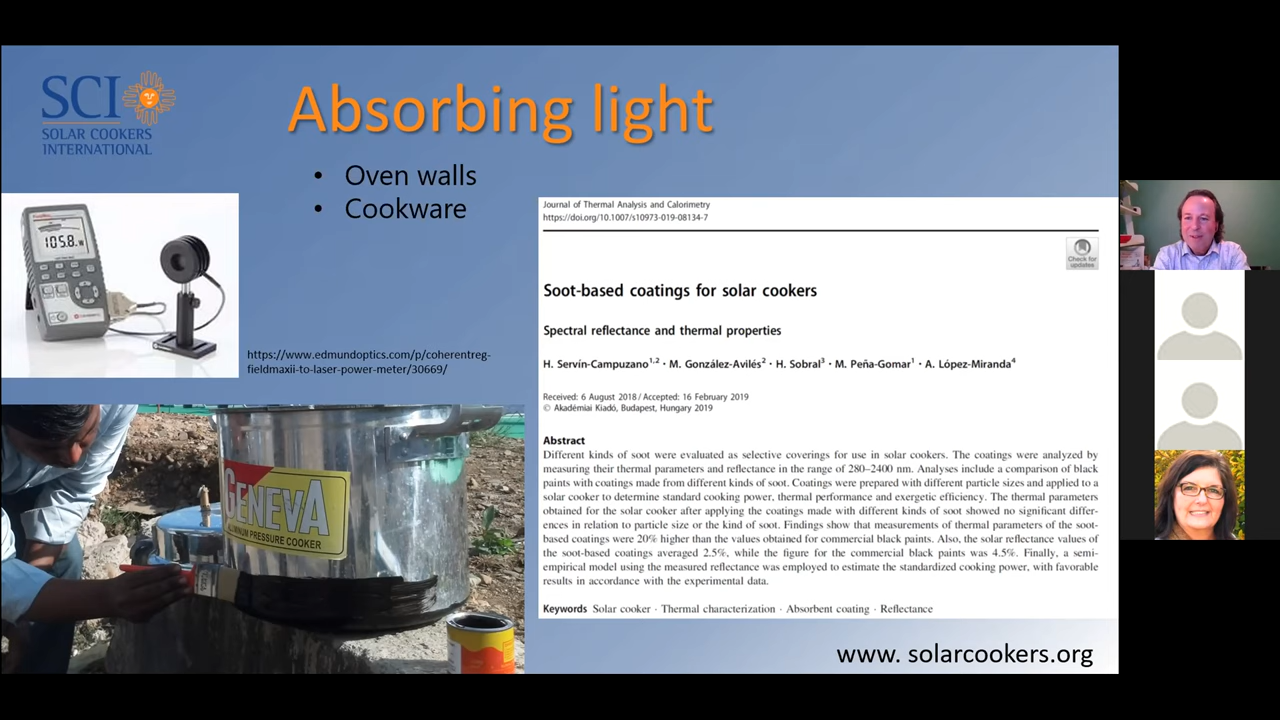 SCI
SOLAR COOKERS
INTERNATIONAL
Absorbing light
• Oven walls
• Cookware
105.8 W
https://www.edmundoptics.com/p/coherentreg-
fieldmaxii-to-laser-power-meter/30669/
GENEVA
ALUMINUM PRESSURE COOKER
Journal of Thermal Analysis and Calorimetry
https://doi.org/10.1007/s10973-019-08134-7
Check for
updates
Soot-based coatings for solar cookers
Spectral reflectance and thermal properties
H. Servín-Campuzano1,2 · M. González-Avilés2 · H. Sobral3 · M. Peña-Gomar1 · A. López-Miranda4
Received: 6 August 2018 / Accepted: 16 February 2019
© Akadémiai Kiadó, Budapest, Hungary 2019
Abstract
Different kinds of soot were evaluated as selective coverings for use in solar cookers. The coatings were analyzed by
measuring their thermal parameters and reflectance in the range of 280–2400 nm. Analyses include a comparison of black
paints with coatings made from different kinds of soot. Coatings were prepared with different particle sizes and applied to a
solar cooker to determine standard cooking power, thermal performance and exergetic efficiency. The thermal parameters
obtained for the solar cooker after applying the coatings made with different kinds of soot showed no significant differ-
ences in relation to particle size or the kind of soot. Findings show that measurements of thermal parameters of the soot-
based coatings were 20% higher than the values obtained for commercial black paints. Also, the solar reflectance values of
the soot-based coatings averaged 2.5%, while the figure for the commercial black paints was 4.5%. Finally, a semi-
empirical model using the measured reflectance was employed to estimate the standardized cooking power, with favorable
results in accordance with the experimental data.
Keywords Solar cooker · Thermal characterization · Absorbent coating · Reflectance
www. solarcookers.org